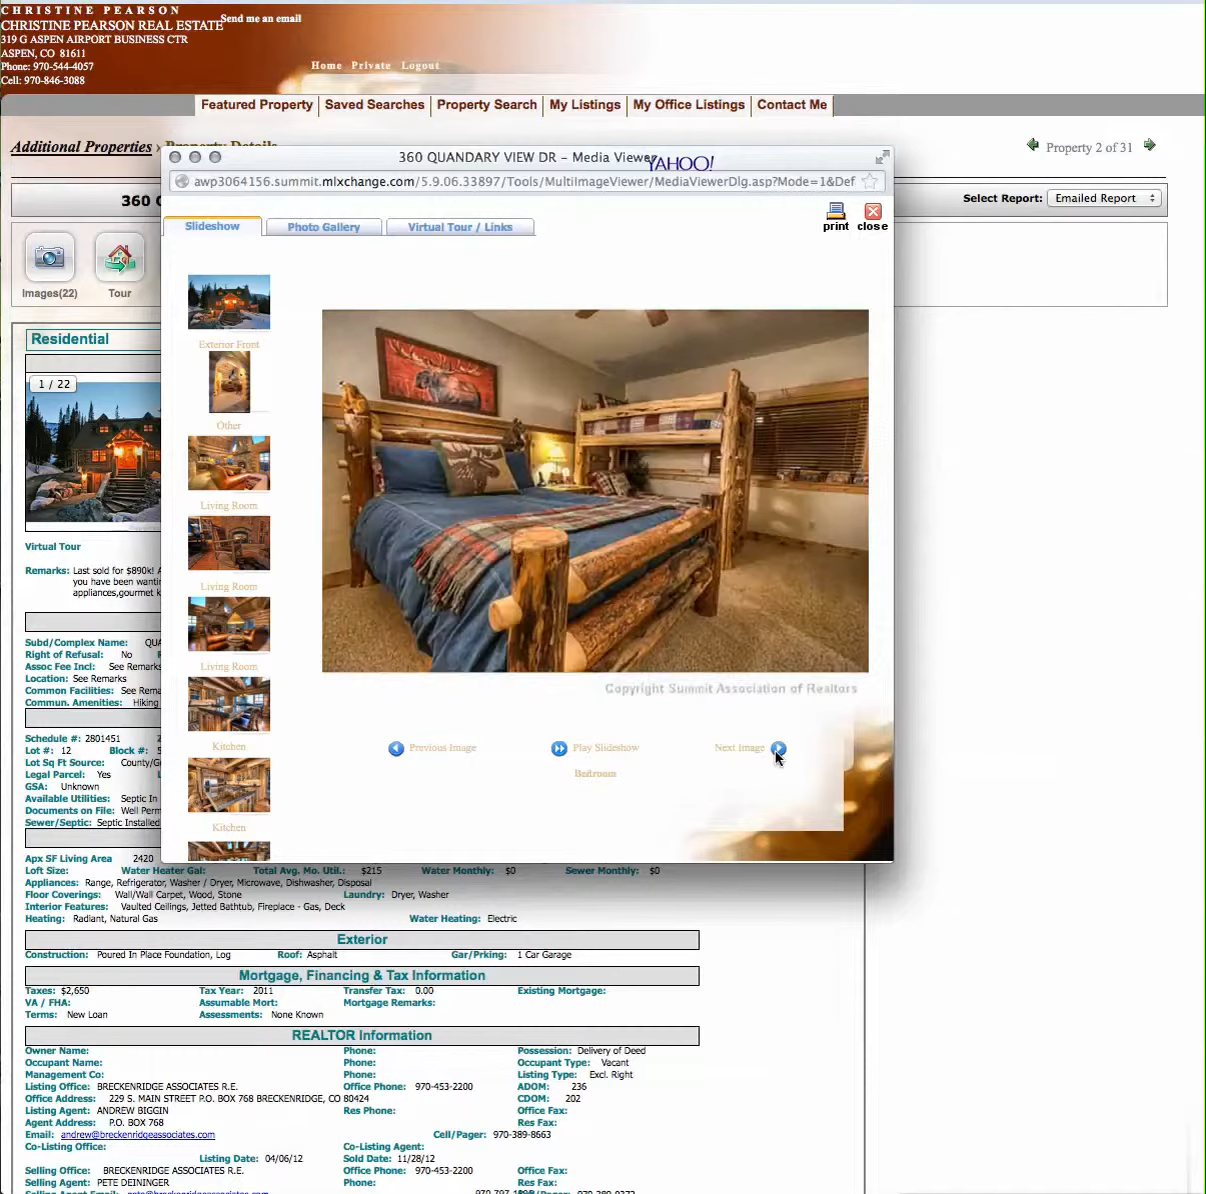 CHRISTINE PEARSON
CHRISTINE PEARSON REAL ESTATE
Send me an email
319 G ASPEN AIRPORT BUSINESS CTR
ASPEN, CO 81611
Phone: 970-544-4057
Cell: 970-846-3088
Home Private Logout
Featured Property Saved Searches Property Search My Listings My Office Listings Contact Me
Additional Properties › Property Details
Property 2 of 31
360 QUANDARY VIEW DR – Media Viewer
YAHOO!
awp3064156.summit.mlxchange.com/5.9.06.33897/Tools/MultiImageViewer/MediaViewerDlg.asp?Mode=1&Def
360
Select Report: Emailed Report
Slideshow Photo Gallery Virtual Tour / Links
print close
Images(22) Tour
Residential
1 / 22
Exterior Front
Other
Living Room
Living Room
Living Room
Kitchen
Kitchen
Copyright Summit Association of Realtors
Previous Image Play Slideshow Next Image
Bedroom
Virtual Tour
Remarks: Last sold for $890k!
you have been wanti
appliances,gourmet k
Subd/Complex Name: QUA
Right of Refusal: No
Assoc Fee Incl: See Remarks
Location: See Remarks
Common Facilities: See Rema
Commun. Amenities: Hiking
Schedule #: 2801451
Lot #: 12 Block #: 5
Lot Sq Ft Source: County/G
Legal Parcel: Yes
GSA: Unknown
Available Utilities: Septic In
Documents on File: Well Perm
Sewer/Septic: Septic Installed
Apx SF Living Area 2420
Loft Size: Water Heater Gal: Total Avg. Mo. Util.: $215 Water Monthly: $0 Sewer Monthly: $0
Appliances: Range, Refrigerator, Washer / Dryer, Microwave, Dishwasher, Disposal
Floor Coverings: Wall/Wall Carpet, Wood, Stone Laundry: Dryer, Washer
Interior Features: Vaulted Ceilings, Jetted Bathtub, Fireplace - Gas, Deck
Heating: Radiant, Natural Gas Water Heating: Electric
Exterior
Construction: Poured In Place Foundation, Log Roof: Asphalt Gar/Prking: 1 Car Garage
Mortgage, Financing & Tax Information
Taxes: $2,650 Tax Year: 2011 Transfer Tax: 0.00 Existing Mortgage:
VA / FHA: Assumable Mort: Mortgage Remarks:
Terms: New Loan Assessments: None Known
REALTOR Information
Owner Name: Phone: Possession: Delivery of Deed
Occupant Name: Phone: Occupant Type: Vacant
Management Co: Phone: Listing Type: Excl. Right
Listing Office: BRECKENRIDGE ASSOCIATES R.E. Office Phone: 970-453-2200 ADOM: 236
Office Address: 229 S. MAIN STREET P.O. BOX 768 BRECKENRIDGE, CO 80424 CDOM: 202
Listing Agent: ANDREW BIGGIN Res Phone: Office Fax:
Agent Address: P.O. BOX 768 Res Fax:
Email: andrew@breckenridgeassociates.com Cell/Pager: 970-389-8663
Co-Listing Office: Co-Listing Agent:
Listing Date: 04/06/12 Sold Date: 11/28/12
Selling Office: BRECKENRIDGE ASSOCIATES R.E. Office Phone: 970-453-2200 Office Fax:
Selling Agent: PETE DEININGER Phone: Res Fax: